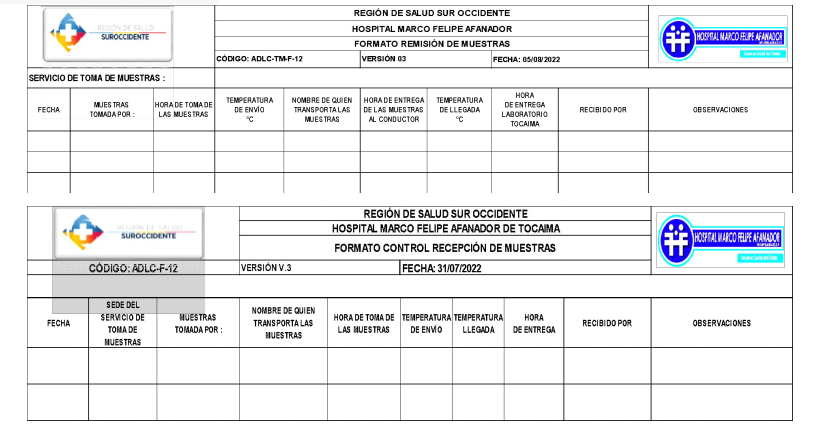 REGIÓN DE SALUD
SUROCCIDENTE
REGIÓN DE SALUD SUR OCCIDENTE
HOSPITAL MARCO FELIPE AFANADOR
FORMATO REMISIÓN DE MUESTRAS
CÓDIGO: ADLC-TM-F-12 VERSIÓN 03 FECHA: 05/08/2022
HOSPITAL MARCO FELIPE AFANADOR
SERVICIO DE TOMA DE MUESTRAS :
FECHA
MUESTRAS
TOMADA POR :
HORA DE TOMA DE
LAS MUESTRAS
TEMPERATURA
DE ENVÍO
°C
NOMBRE DE QUIEN
TRANSPORTA LAS
MUESTRAS
HORA DE ENTREGA
DE LAS MUESTRAS
AL CONDUCTOR
TEMPERATURA
DE LLEGADA
°C
HORA
DE ENTREGA
LABORATORIO
TOCAIMA
RECIBIDO POR
OBSERVACIONES
REGIÓN DE SALUD
SUROCCIDENTE
REGIÓN DE SALUD SUR OCCIDENTE
HOSPITAL MARCO FELIPE AFANADOR DE TOCAIMA
FORMATO CONTROL RECEPCIÓN DE MUESTRAS
CÓDIGO: ADLC-F-12 VERSIÓN V.3 FECHA: 31/07/2022
HOSPITAL MARCO FELIPE AFANADOR
FECHA
SEDE DEL
SERVICIO DE
TOMA DE
MUESTRAS
MUESTRAS
TOMADA POR :
NOMBRE DE QUIEN
TRANSPORTA LAS
MUESTRAS
HORA DE TOMA DE
LAS MUESTRAS
TEMPERATURA
DE ENVÍO
TEMPERATURA
LLEGADA
HORA
DE ENTREGA
RECIBIDO POR
OBSERVACIONES